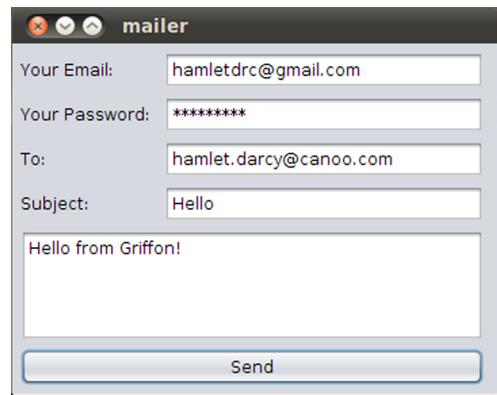 mailer
Your Email: hamletdrc@gmail.com
Your Password: *********
To: hamlet.darcy@canoo.com
Subject: Hello
Hello from Griffon!
Send